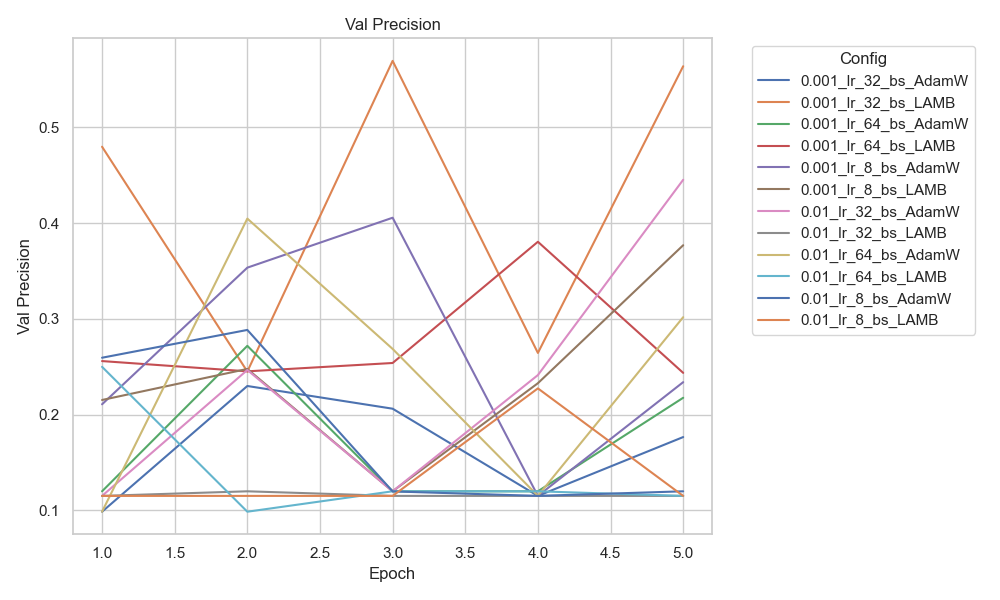 Val Precision
Val Precision
0.5
0.4
0.3
0.2
0.1
1.0 1.5 2.0 2.5 3.0 3.5 4.0 4.5 5.0
Epoch
Config
0.001_lr_32_bs_AdamW
0.001_lr_32_bs_LAMB
0.001_lr_64_bs_AdamW
0.001_lr_64_bs_LAMB
0.001_lr_8_bs_AdamW
0.001_lr_8_bs_LAMB
0.01_lr_32_bs_AdamW
0.01_lr_32_bs_LAMB
0.01_lr_64_bs_AdamW
0.01_lr_64_bs_LAMB
0.01_lr_8_bs_AdamW
0.01_lr_8_bs_LAMB